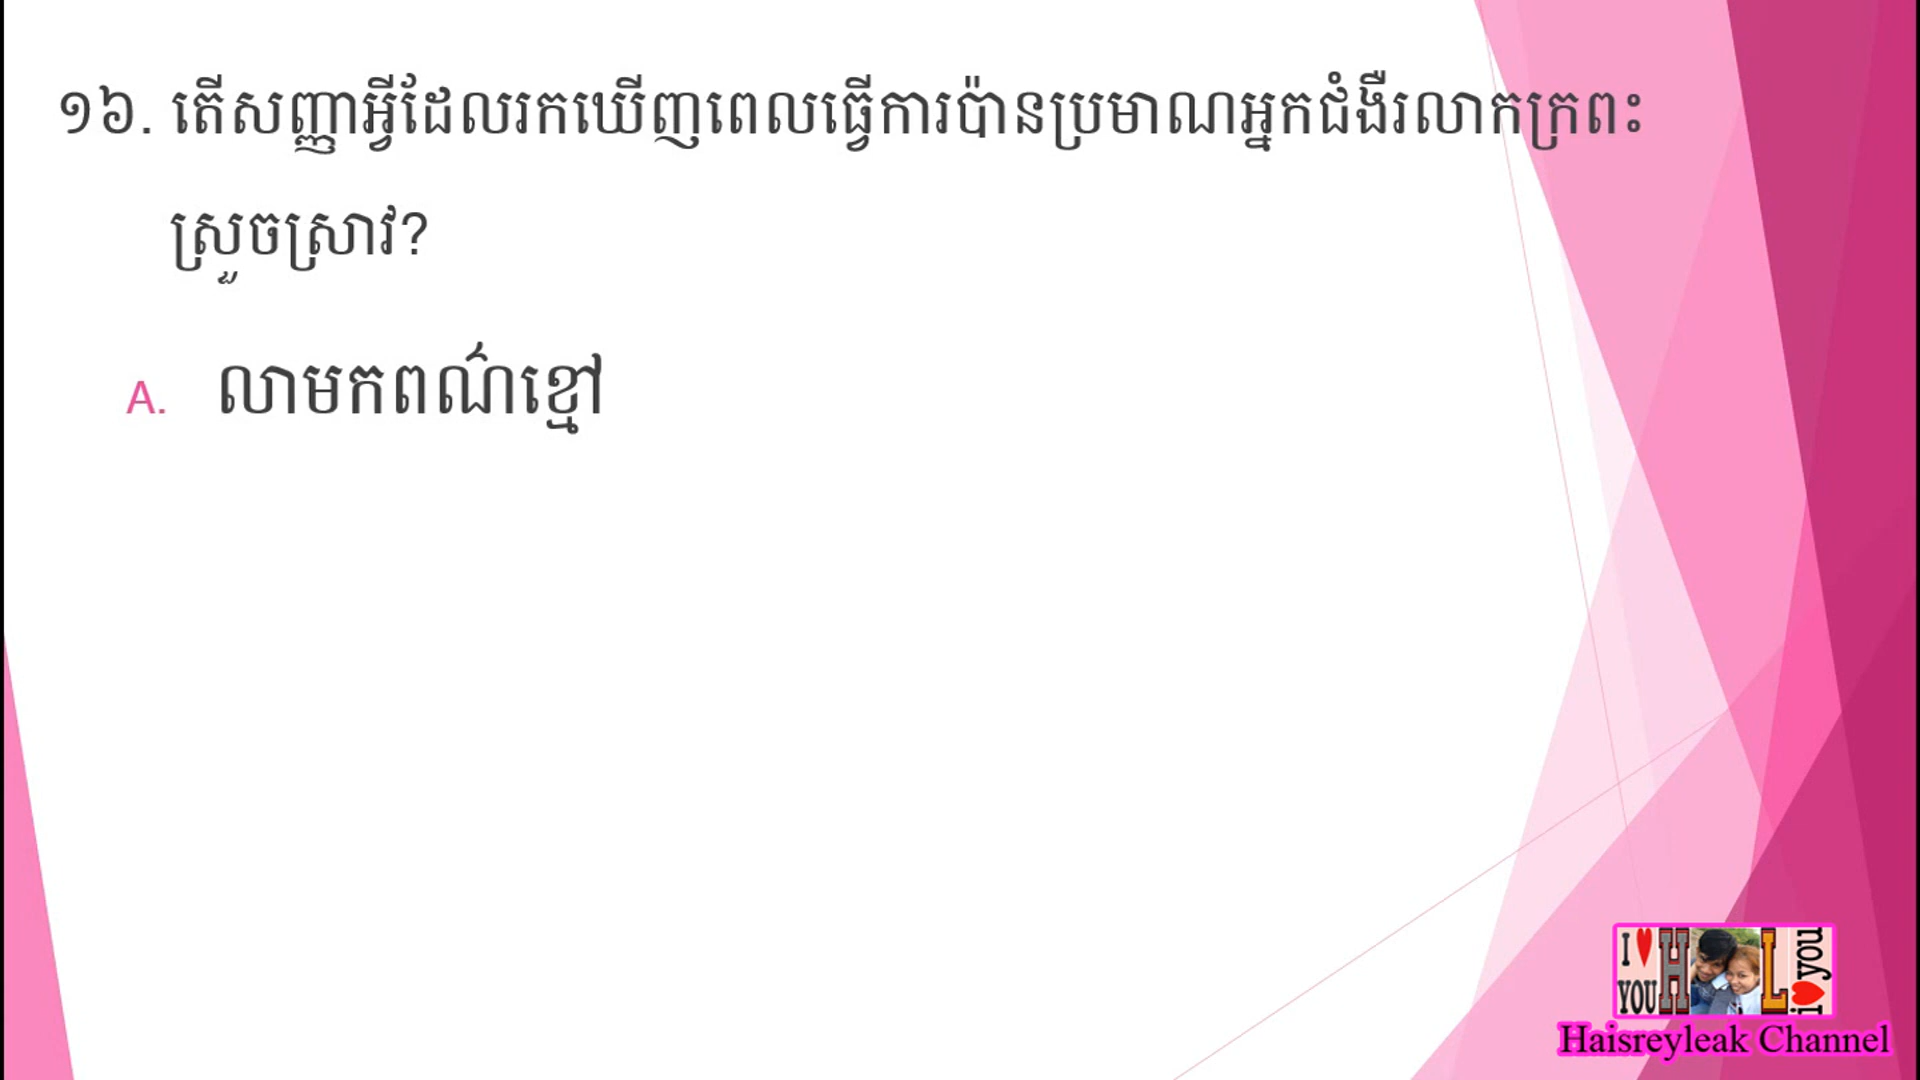 ១៦. តើសញ្ញាអ្វីដែលរកឃើញពេលធ្វើការប៉ានប្រមាណអ្នកជំងឺរលាកក្រពះ
ស្រួចស្រាវ?
A. លាមកពណ៌ខ្មៅ
I ♥ YOU H L i ♥ you
Haisreyleak Channel